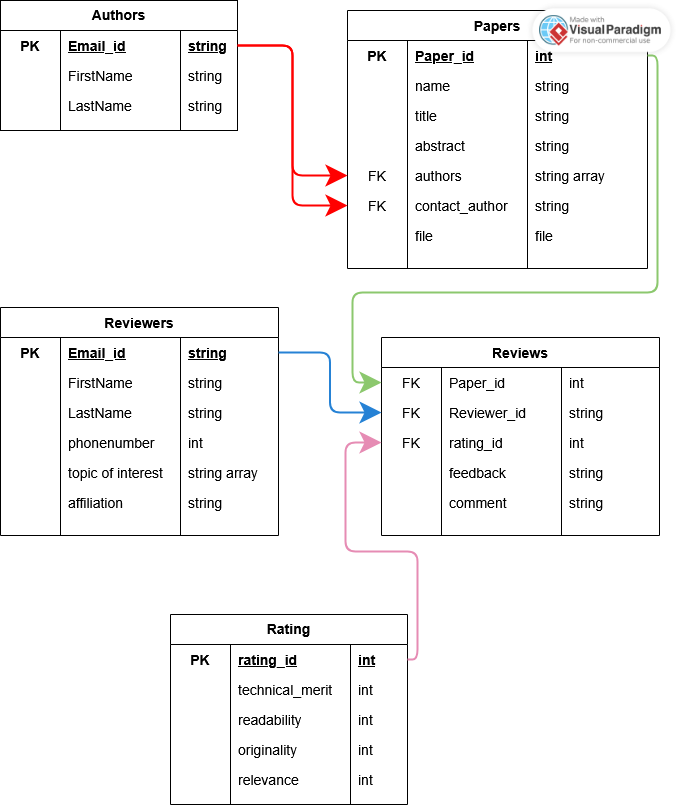 Authors
PK Email_id string
FirstName string
LastName string
Papers
Made with
VisualParadigm
For non-commercial use
PK Paper_id int
name string
title string
abstract string
FK authors string array
FK contact_author string
file file
Reviewers
PK Email_id string
FirstName string
LastName string
phonenumber int
topic of interest string array
affiliation string
Reviews
FK Paper_id int
FK Reviewer_id string
FK rating_id int
feedback string
comment string
Rating
PK rating_id int
technical_merit int
readability int
originality int
relevance int